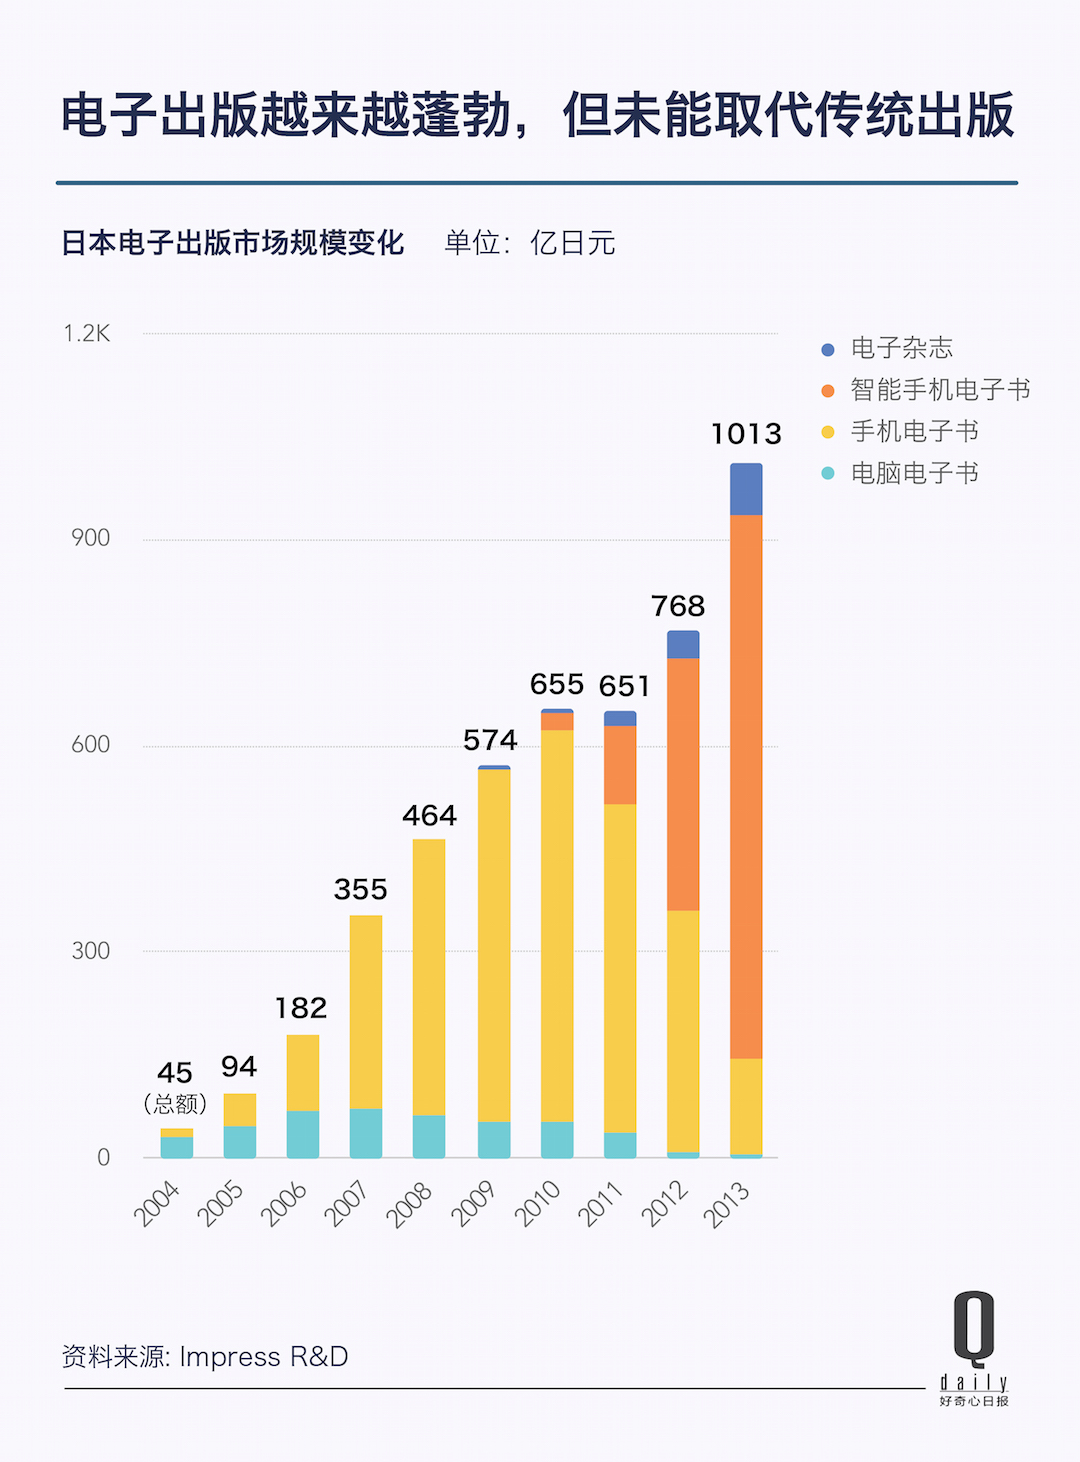 电子出版越来越蓬勃，但未能取代传统出版
日本电子出版市场规模变化 单位：亿日元
1.2K
900
600
300
0
电子杂志
智能手机电子书
手机电子书
电脑电子书
45
（总额）
94
182
355
464
574
655
651
768
1013
2004
2005
2006
2007
2008
2009
2010
2011
2012
2013
资料来源: Impress R&D
Q
daily
好奇心日报